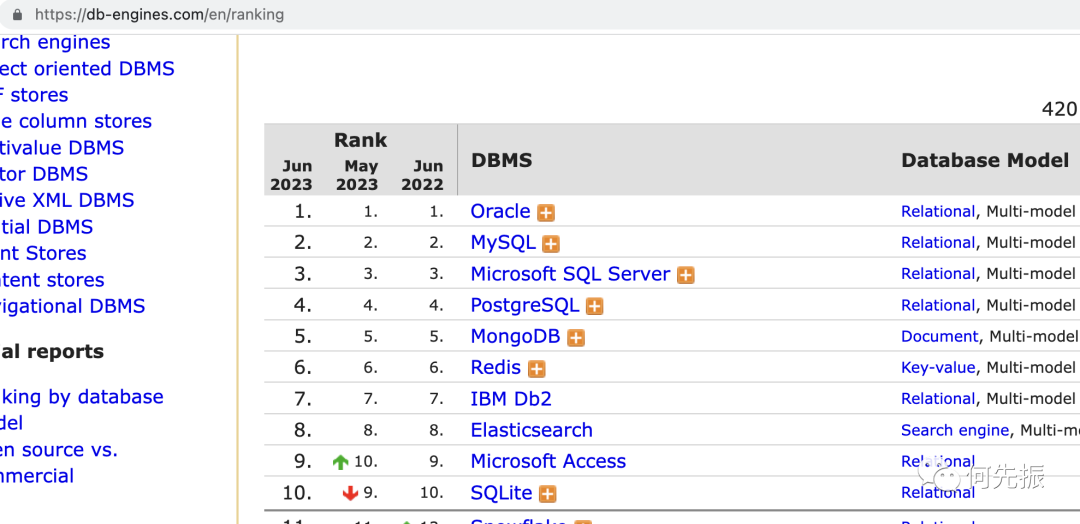 https://db-engines.com/en/ranking
rch engines
ect oriented DBMS
F stores
e column stores
tivalue DBMS
tor DBMS
ive XML DBMS
tial DBMS
nt Stores
tent stores
vigational DBMS
al reports
king by database
del
en source vs.
mmercial
420
Rank
Jun 2023 May 2023 Jun 2022 DBMS Database Model
1. 1. 1. Oracle Relational, Multi-model
2. 2. 2. MySQL Relational, Multi-model
3. 3. 3. Microsoft SQL Server Relational, Multi-model
4. 4. 4. PostgreSQL Relational, Multi-model
5. 5. 5. MongoDB Document, Multi-model
6. 6. 6. Redis Key-value, Multi-model
7. 7. 7. IBM Db2 Relational, Multi-model
8. 8. 8. Elasticsearch Search engine, Multi-m
9. 10. 9. Microsoft Access Relational
10. 9. 10. SQLite Relational
何先振